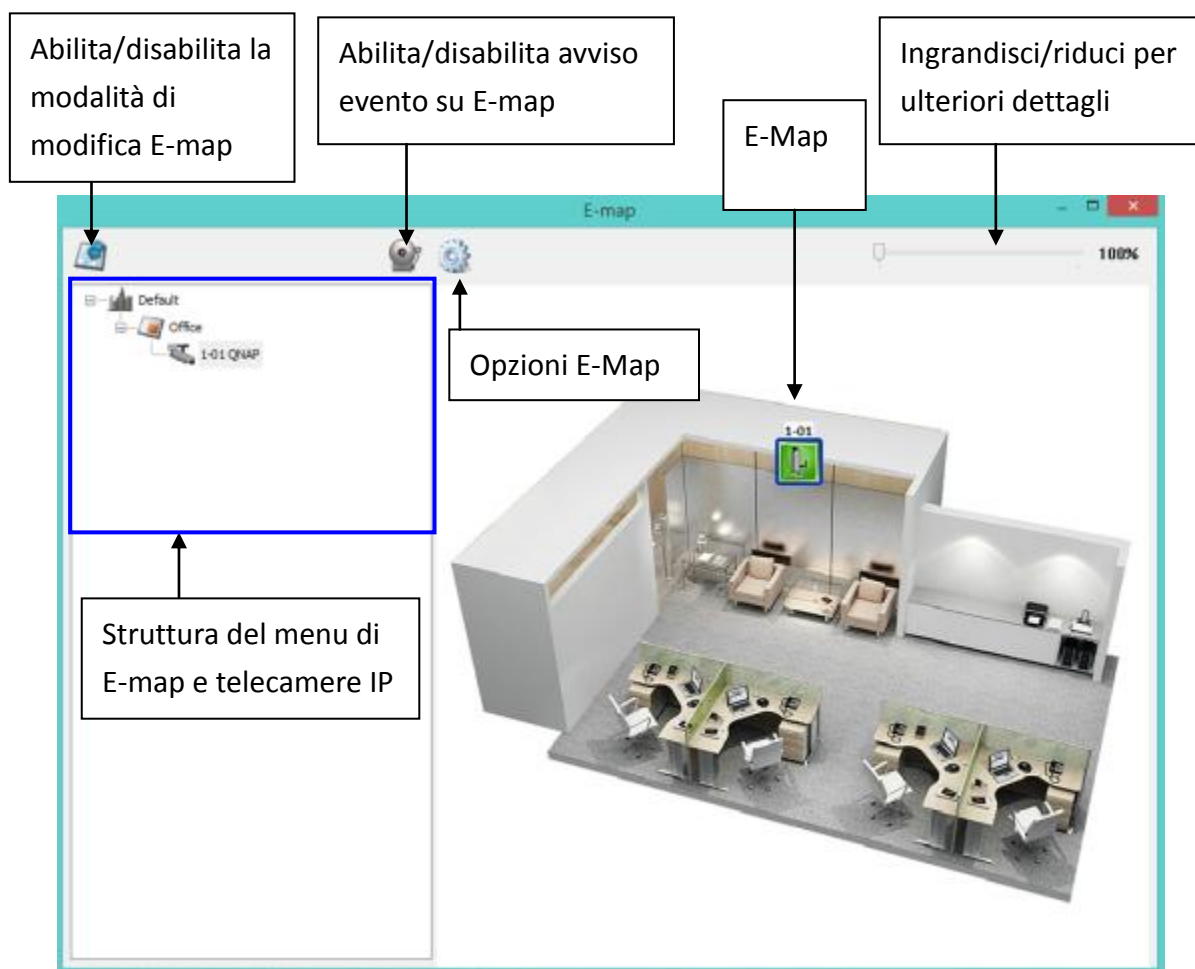 Abilita/disabilita la
modalità di
modifica E-map
Abilita/disabilita avviso
evento su E-map
E-Map
Ingrandisci/riduci per
ulteriori dettagli
E-map
100%
Default
Office
1-01 QNAP
Opzioni E-Map
1-01
Struttura del menu di
E-map e telecamere IP